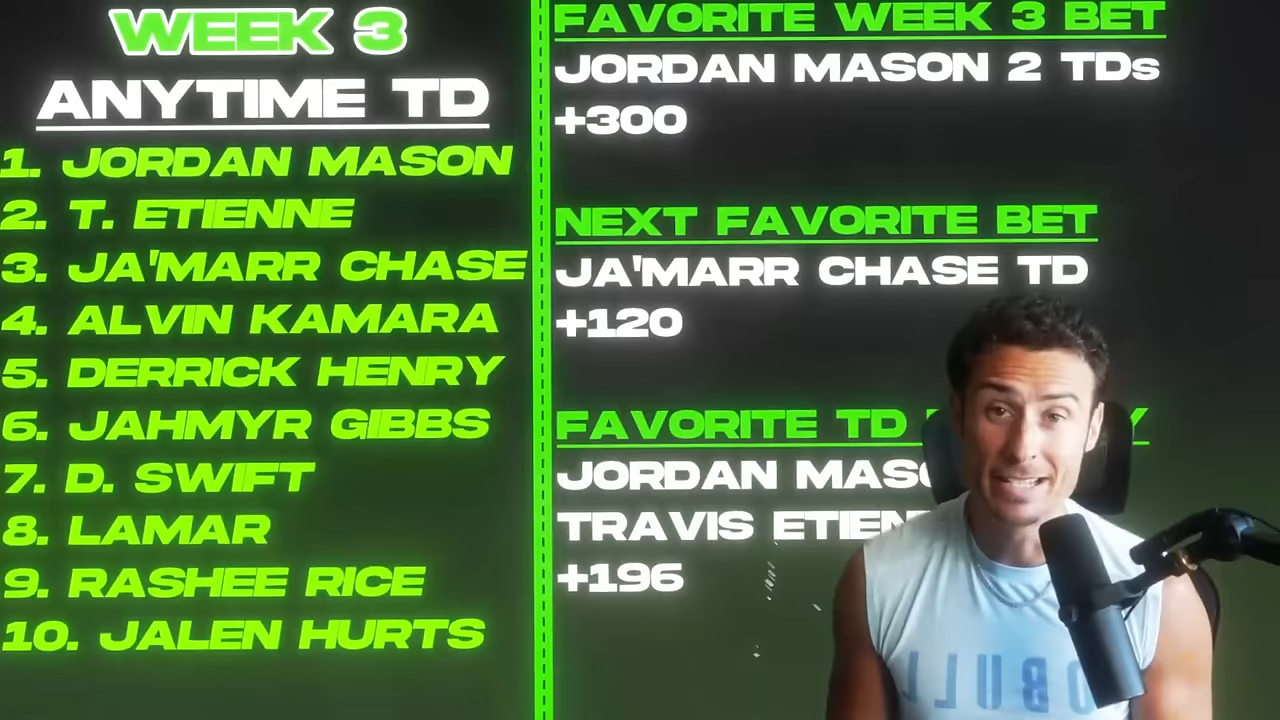 WEEK 3
ANYTIME TD
1. JORDAN MASON
2. T. ETIENNE
3. JA'MARR CHASE
4. ALVIN KAMARA
5. DERRICK HENRY
6. JAHMYR GIBBS
7. D. SWIFT
8. LAMAR
9. RASHEE RICE
10. JALEN HURTS
FAVORITE WEEK 3 BET
JORDAN MASON 2 TDs
+300
NEXT FAVORITE BET
JA'MARR CHASE TD
+120
FAVORITE TD
JORDAN
TRAVIS
+196